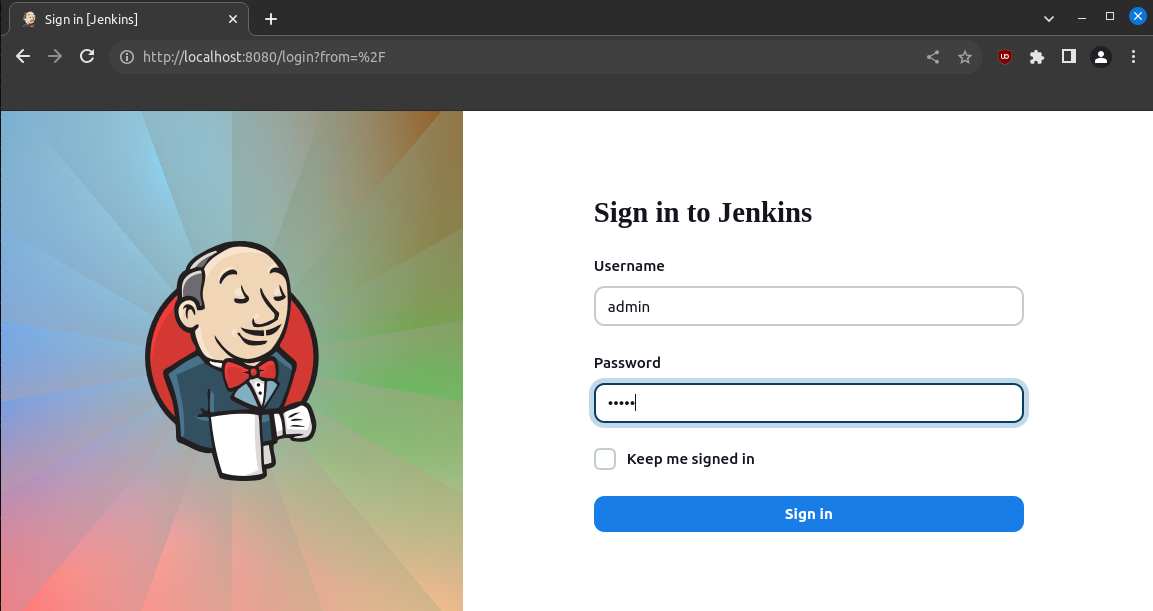 Sign in [Jenkins]
http://localhost:8080/login?from=%2F
Sign in to Jenkins
Username
admin
Password
•••••
Keep me signed in
Sign in